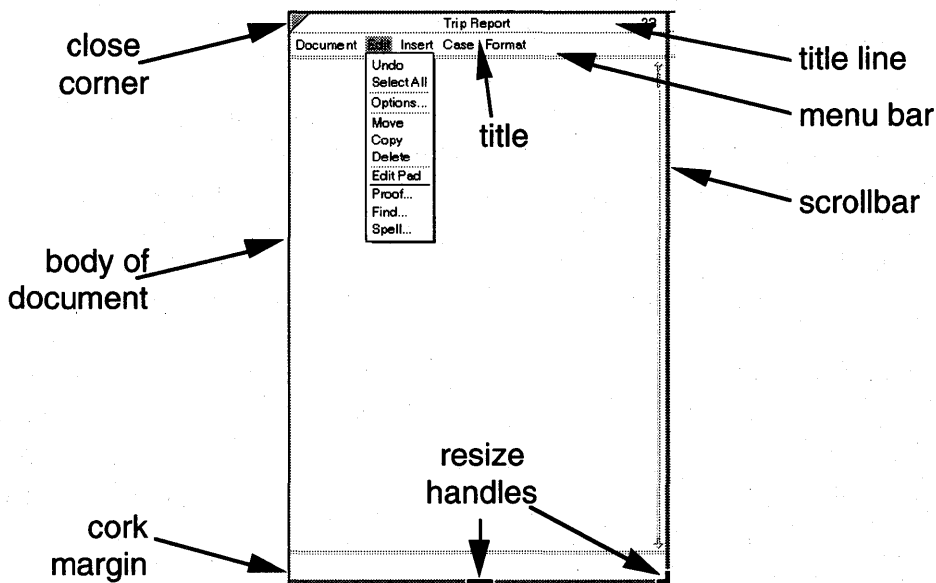 close
corner
Trip Report
Document Edit Insert Case Format
Undo
Select All
Options...
Move
Copy
Delete
Edit Pad
Proof...
Find...
Spell...
title line
menu bar
title
scrollbar
body of
document
resize
handles
cork
margin